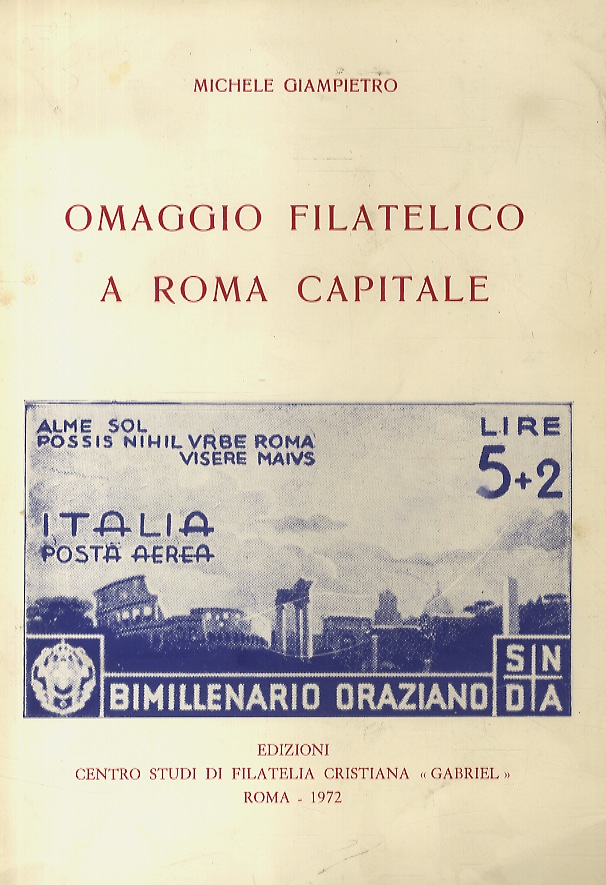 MICHELE GIAMPIETRO
OMAGGIO FILATELICO
A ROMA CAPITALE
ALME SOL
POSSIS NIHIL VRBE ROMA
VISERE MAIVS
LIRE
5+2
ITALIA
POSTA AEREA
BIMILLENARIO ORAZIANO
S N
D A
EDIZIONI
CENTRO STUDI DI FILATELIA CRISTIANA « GABRIEL »
ROMA - 1972